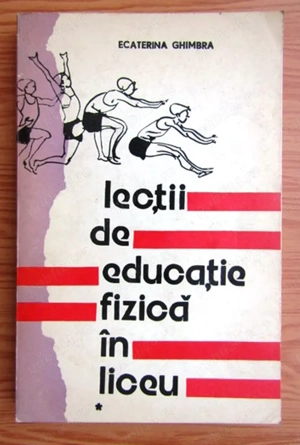 ECATERINA GHIMBRA
lecții
de
educație
fizică
în
liceu
*